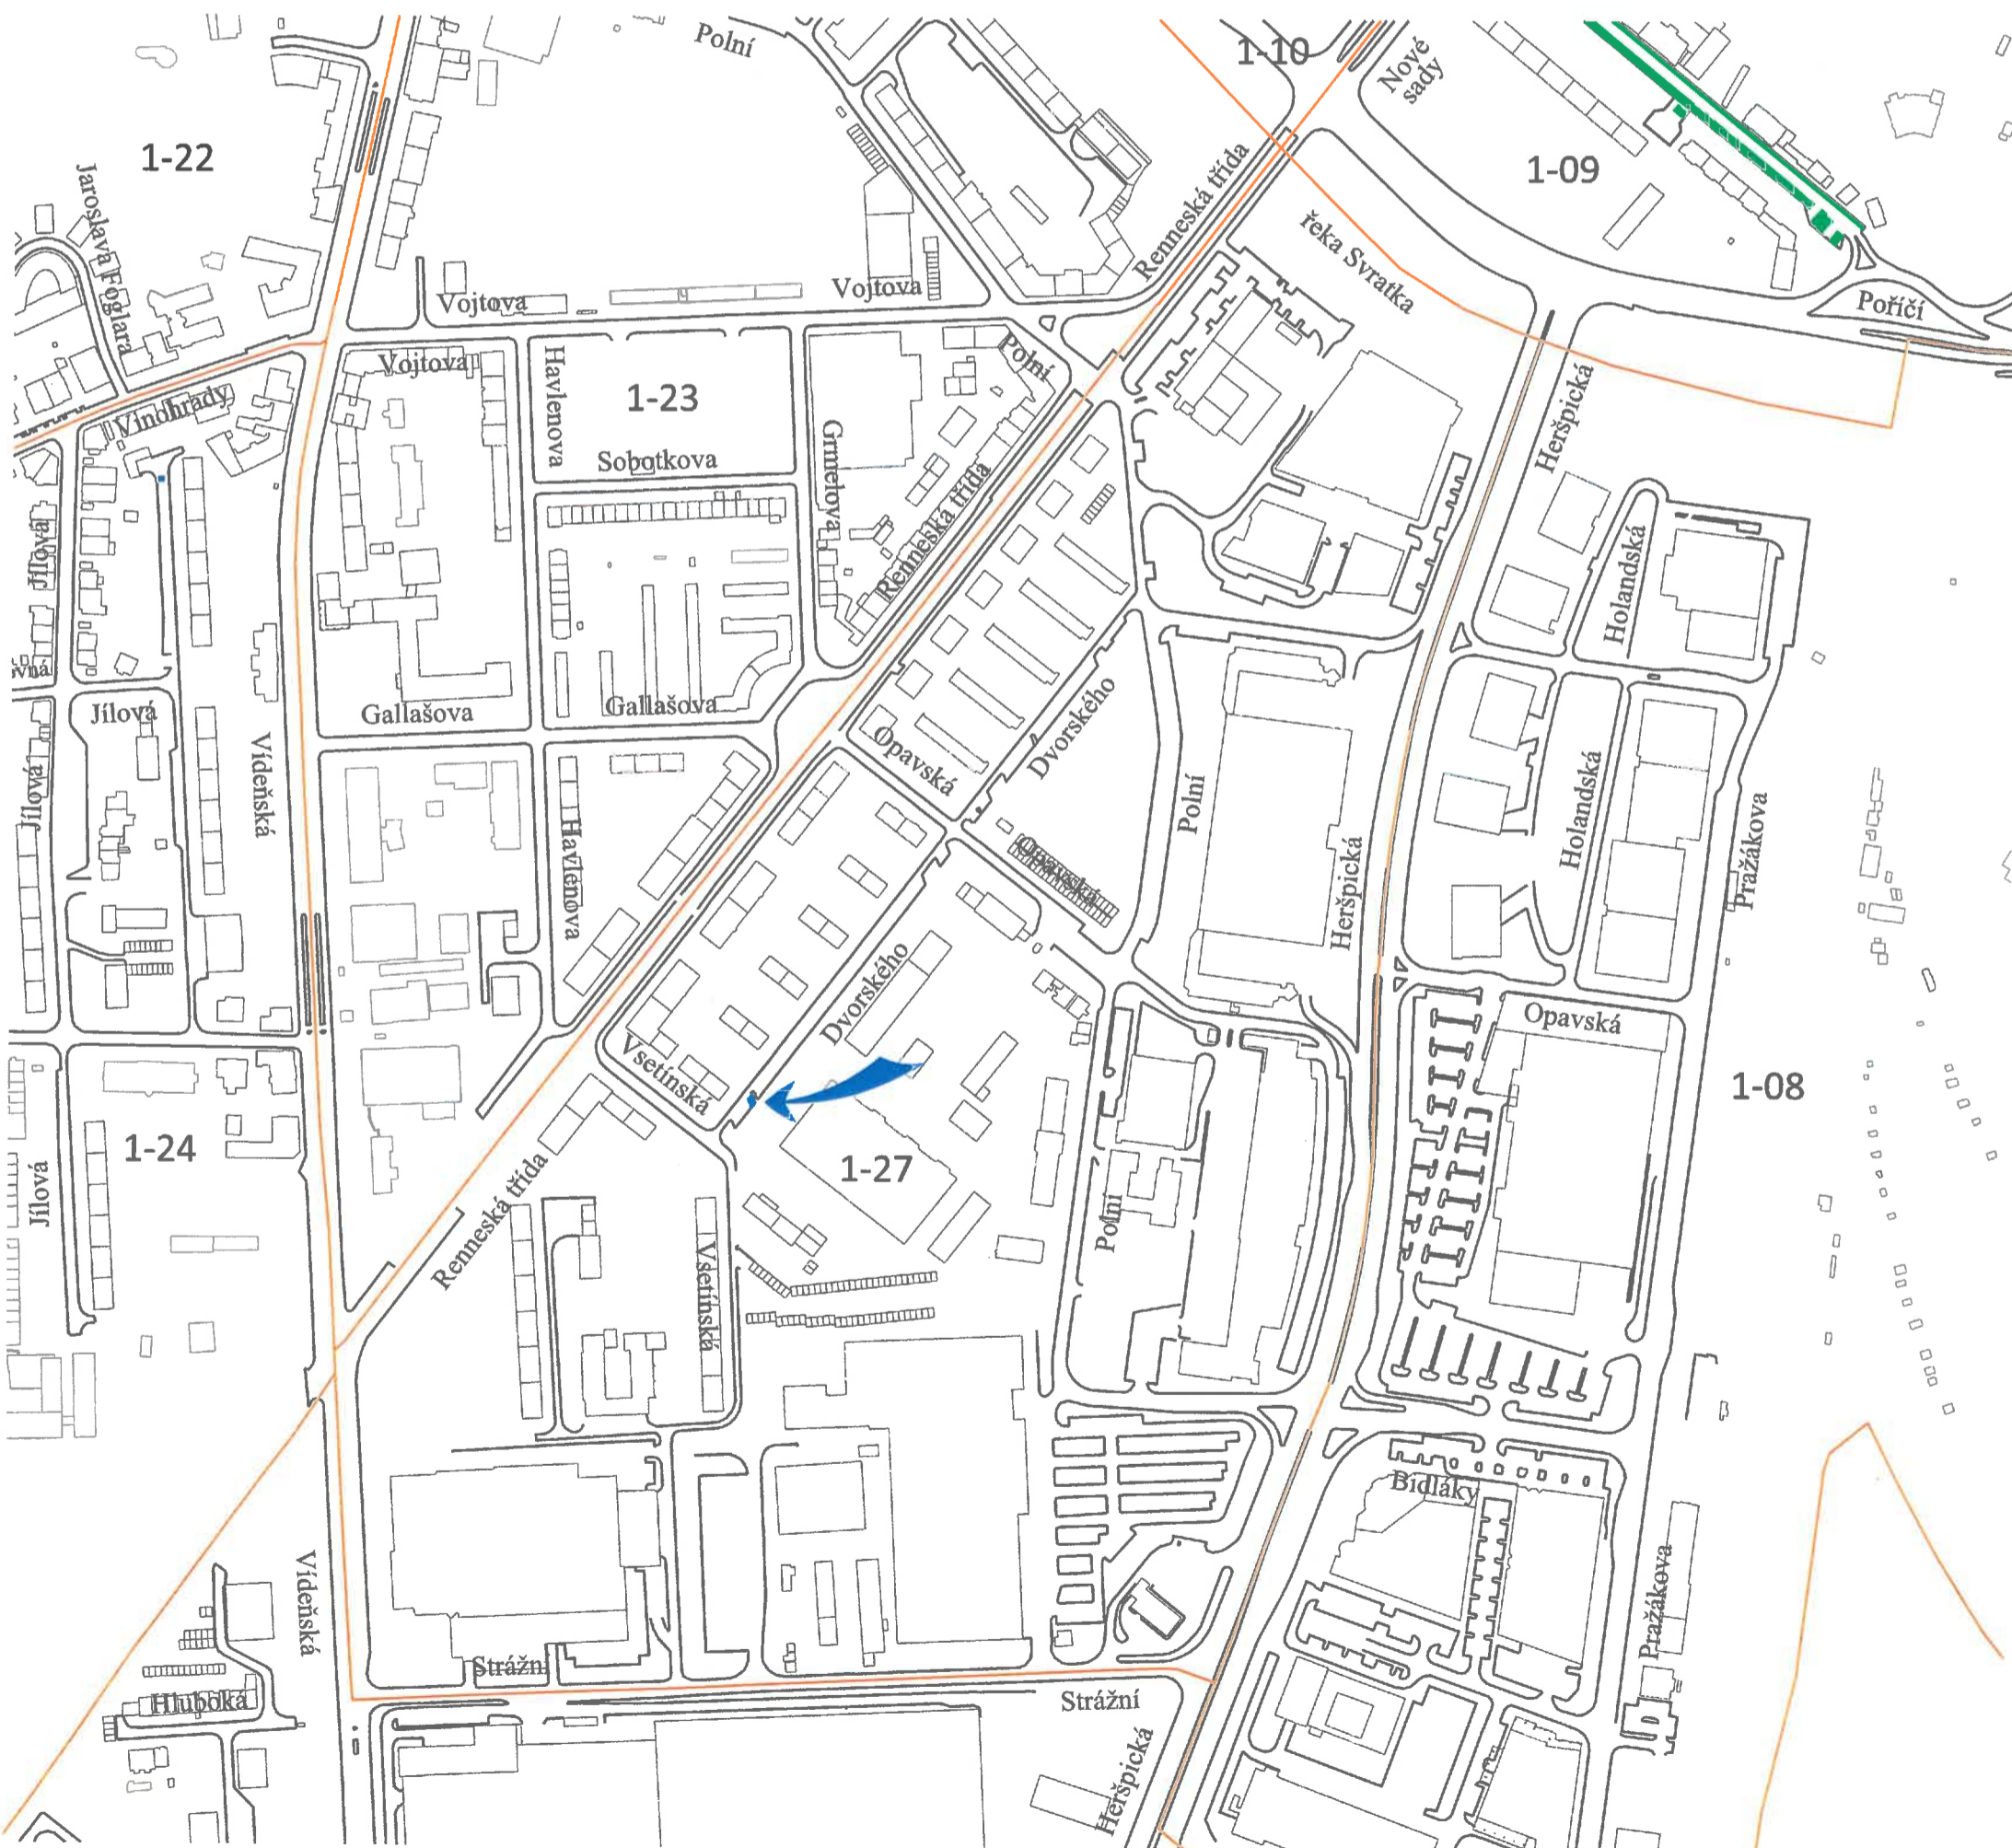 Polní
1-10
Nové
sady
1-22
1-09
Jaroslava Foglara
Renneská třída
řeka Svratka
Vojtova
Vojtova
Poříčí
Vojtova
Havlenova
1-23
Polní
Heršpická
Vinohrady
Grmelova
Sobotkova
Renneská třída
Jílová
Holandská
vná
Jílová
Gallašova
Gallašova
Dvorského
Opavská
Vídeňská
Jílová
Polní
Holandská
Pražákova
Havlenova
Opavská
Heršpická
Dvorského
Opavská
Vsetínská
1-08
1-24
1-27
Jílová
Renneská třída
Polní
Vsetínská
Bidláky
Vídeňská
Pražákova
Strážní
Hluboká
Strážní
Heršpická